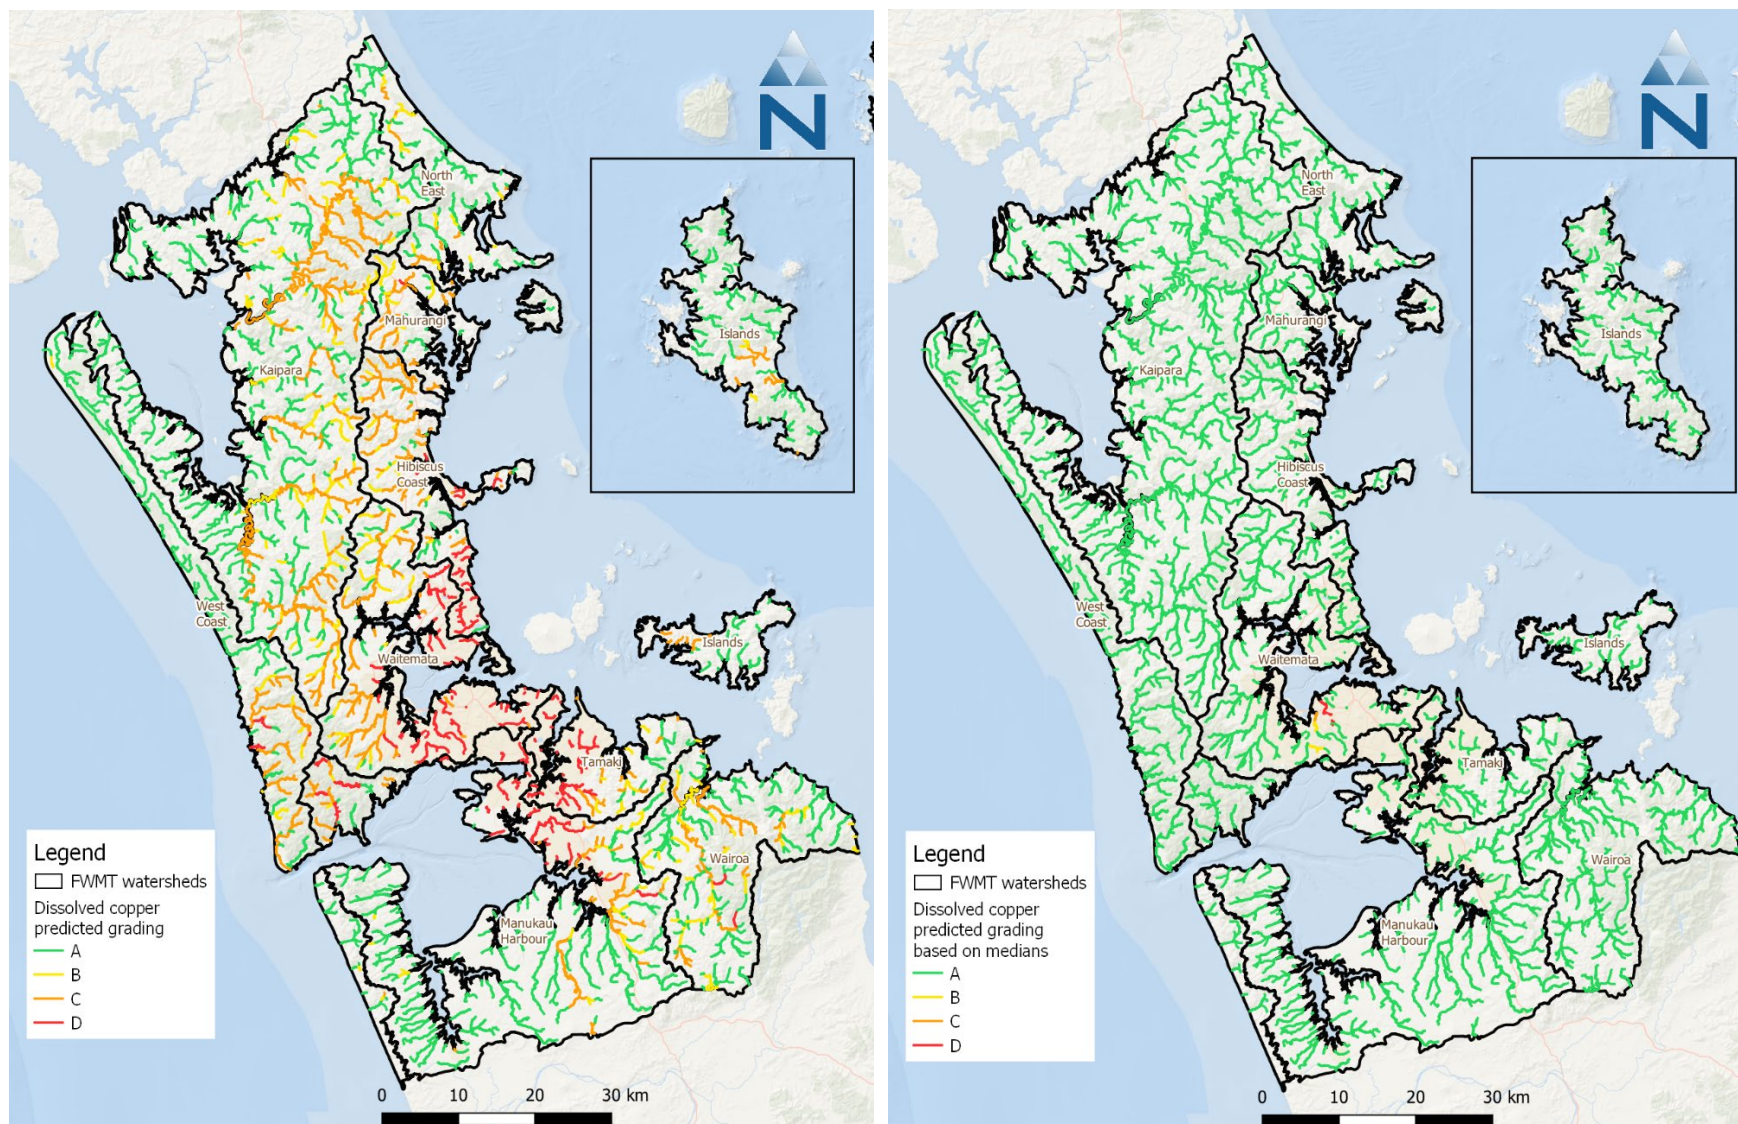 N
North
East
Islands
Mahurangi
Kaipara
Hibiscus
Coast
West
Coast
Islands
Waitemata
Tamaki
Wairoa
Manukau
Harbour
Legend
FWMT watersheds
Dissolved copper
predicted grading
A
B
C
D
0 10 20 30 km
N
North
East
Islands
Mahurangi
Kaipara
Hibiscus
Coast
West
Coast
Islands
Waitemata
Tamaki
Wairoa
Manukau
Harbour
Legend
FWMT watersheds
Dissolved copper
predicted grading
based on medians
A
B
C
D
0 10 20 30 km